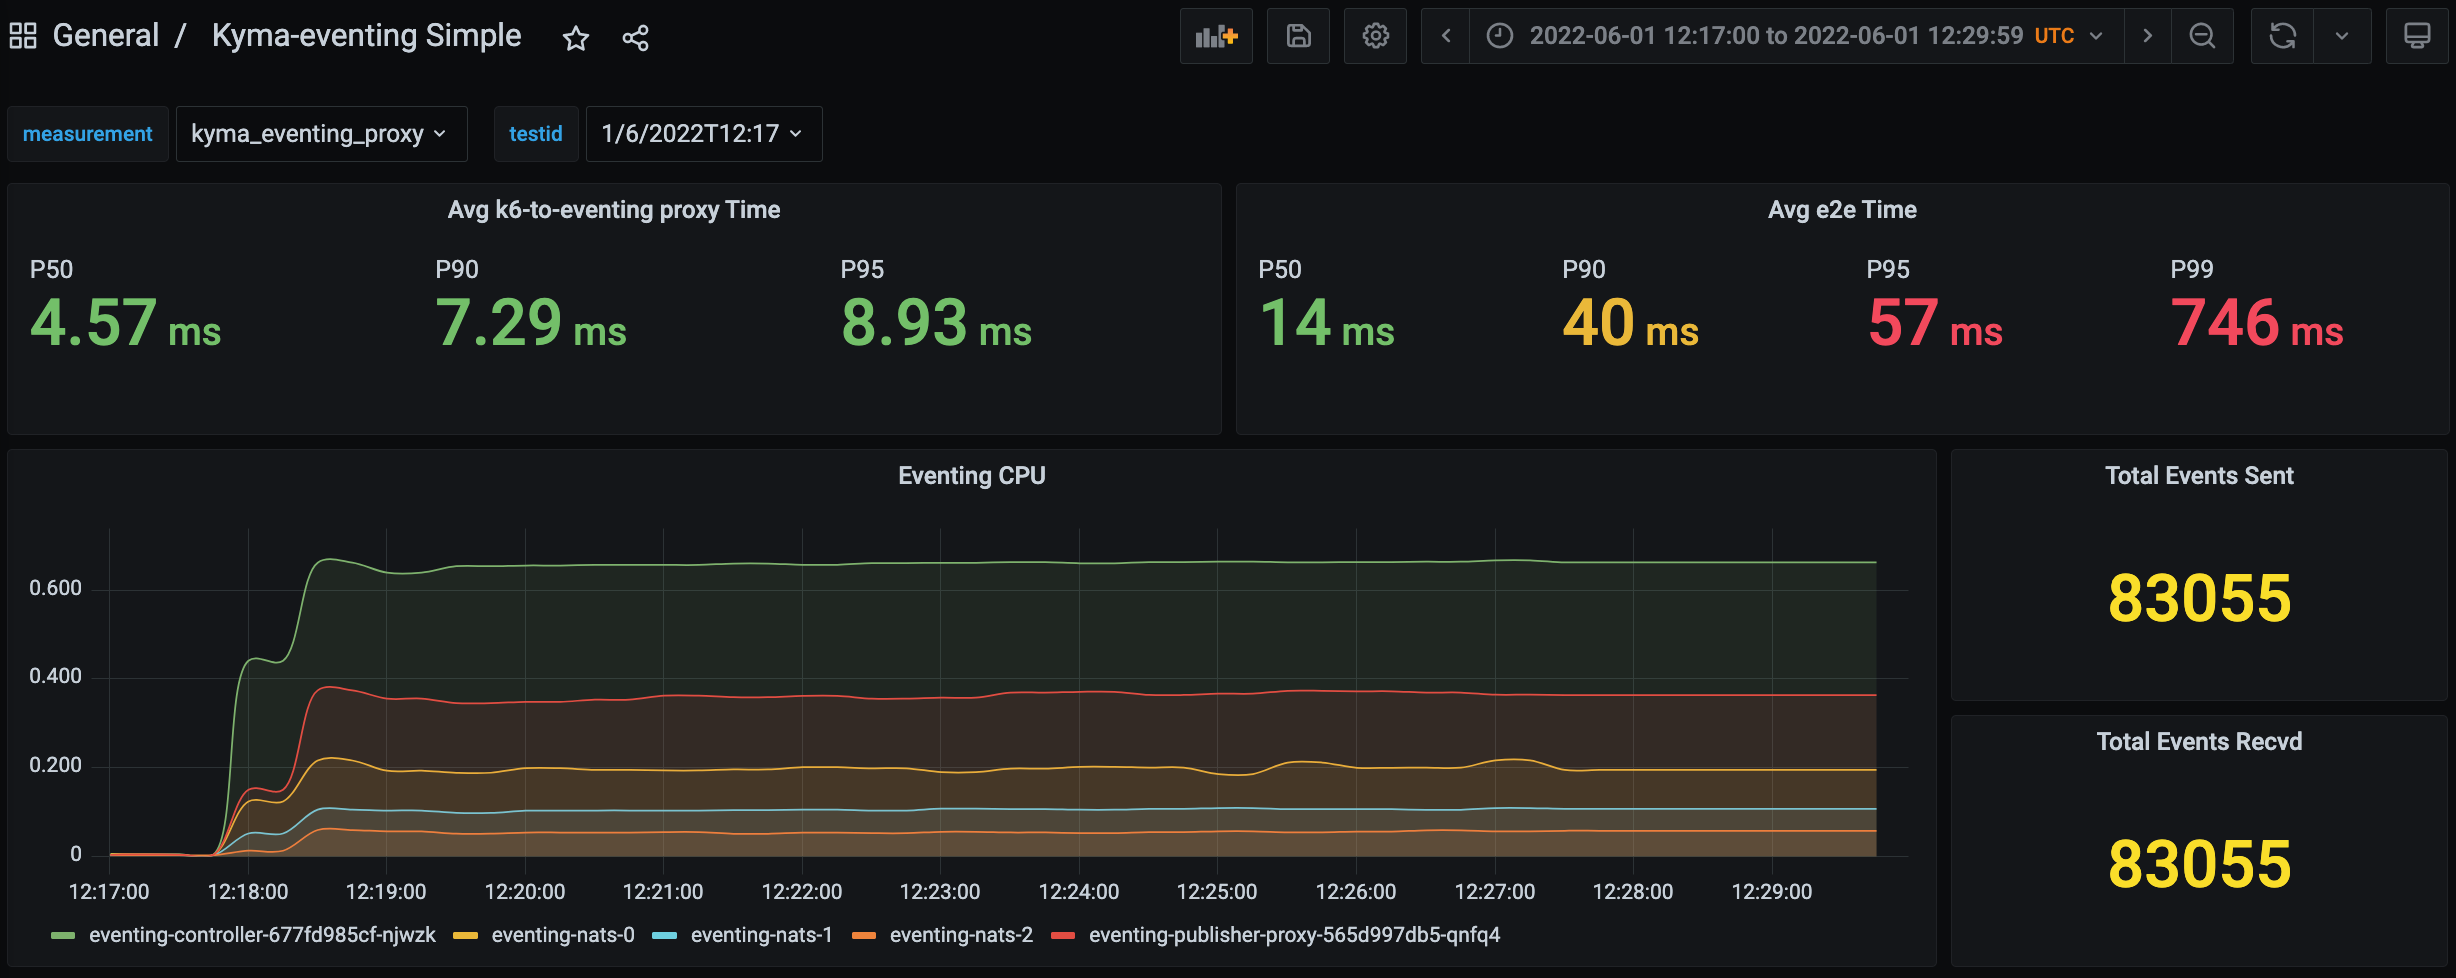 General / Kyma-eventing Simple
2022-06-01 12:17:00 to 2022-06-01 12:29:59 UTC
measurement kyma_eventing_proxy testid 1/6/2022T12:17
Avg k6-to-eventing proxy Time
P50 P90 P95
4.57 ms 7.29 ms 8.93 ms
Avg e2e Time
P50 P90 P95 P99
14 ms 40 ms 57 ms 746 ms
Eventing CPU
0.600
0.400
0.200
0
12:17:00 12:18:00 12:19:00 12:20:00 12:21:00 12:22:00 12:23:00 12:24:00 12:25:00 12:26:00 12:27:00 12:28:00 12:29:00
eventing-controller-677fd985cf-njwzk eventing-nats-0 eventing-nats-1 eventing-nats-2 eventing-publisher-proxy-565d997db5-qnfq4
Total Events Sent
83055
Total Events Recvd
83055